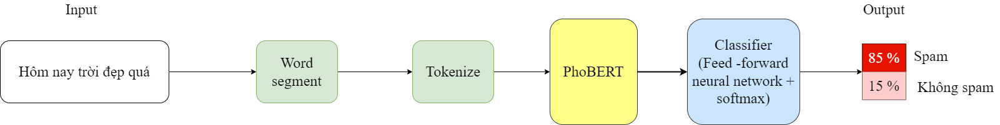 Input
Hôm nay trời đẹp quá
Word
segment
Tokenize
PhoBERT
Classifier
(Feed -forward
neural network +
softmax)
Output
85 %
Spam
15 %
Không spam